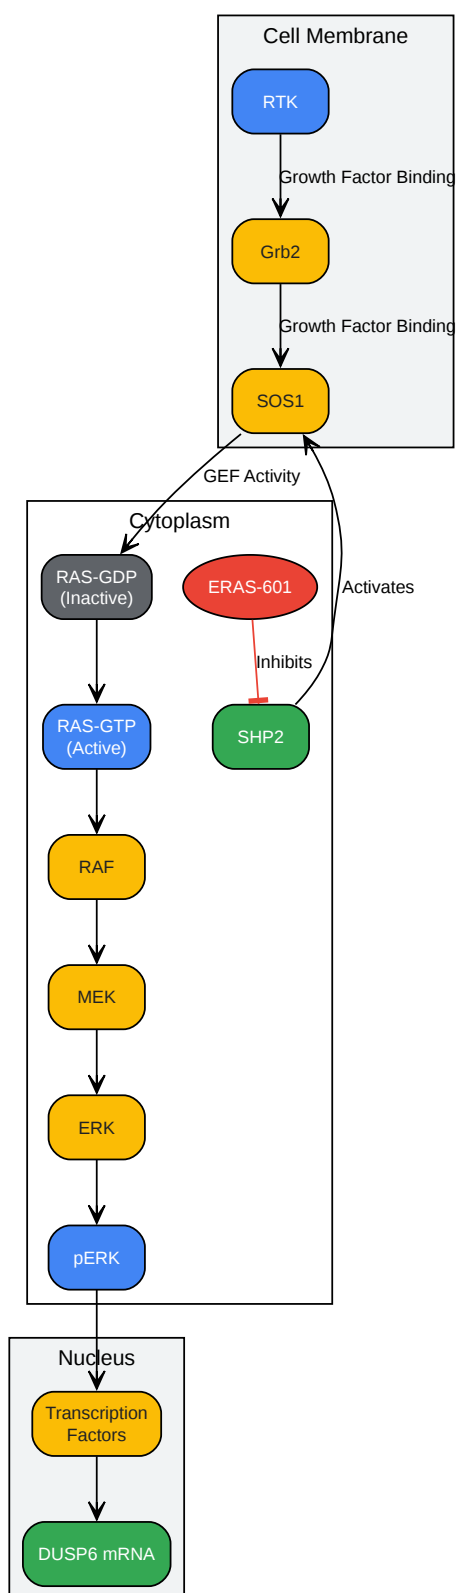 Cell Membrane
RTK
Growth Factor Binding
Grb2
Growth Factor Binding
SOS1
GEF Activity
Cytoplasm
RAS-GDP
(Inactive)
ERAS-601
Activates
Inhibits
RAS-GTP
(Active)
SHP2
RAF
MEK
ERK
pERK
Nucleus
Transcription
Factors
DUSP6 mRNA